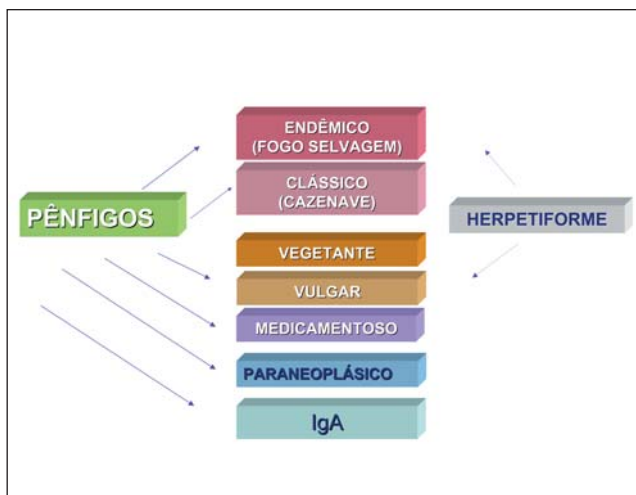 ENDÊMICO
(FOGO SELVAGEM)
CLÁSSICO
(CAZENAVE)
PÊNFIGOS
HERPETIFORME
VEGETANTE
VULGAR
MEDICAMENTOSO
PARANEOPLÁSICO
IgA